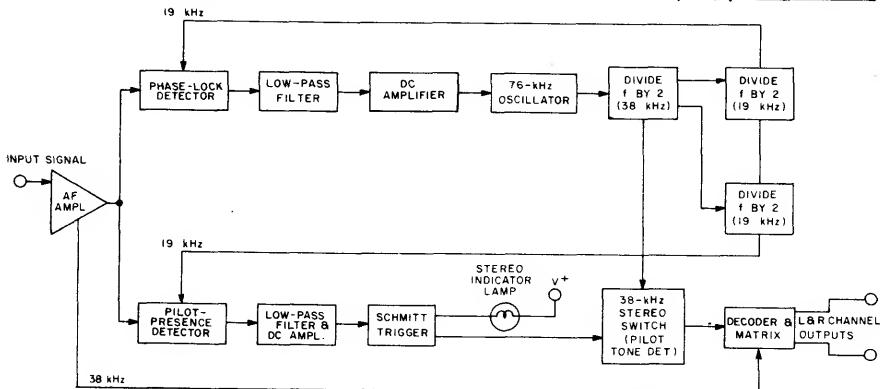 19 kHz
PHASE-LOCK
DETECTOR
LOW-PASS
FILTER
DC
AMPLIFIER
76-kHz
OSCILLATOR
DIVIDE
f BY 2
(38 kHz)
DIVIDE
f BY 2
(19 kHz)
INPUT SIGNAL
AF
AMPL
DIVIDE
f BY 2
(19 kHz)
19 kHz
STEREO
INDICATOR
LAMP
V+
PILOT-
PRESENCE
DETECTOR
LOW-PASS
FILTER &
DC AMPL.
SCHMITT
TRIGGER
38-kHz
STEREO
SWITCH
(PILOT
TONE DET)
DECODER &
MATRIX
L&R CHANNEL
OUTPUTS
38 kHz